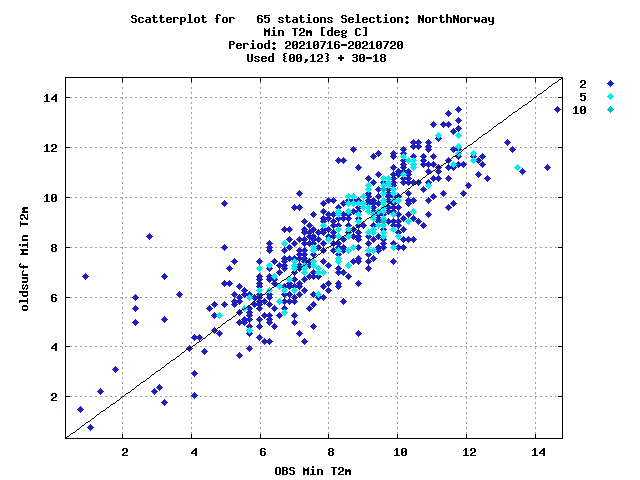 Scatterplot for   65 stations Selection: NorthNorway
Min T2m [deg C]
Period: 20210716-20210720
Used {00,12} + 30-18
2
5
10
14
12
10
8
6
4
2
oldsurf Min T2m
2 4 6 8 10 12 14
OBS Min T2m